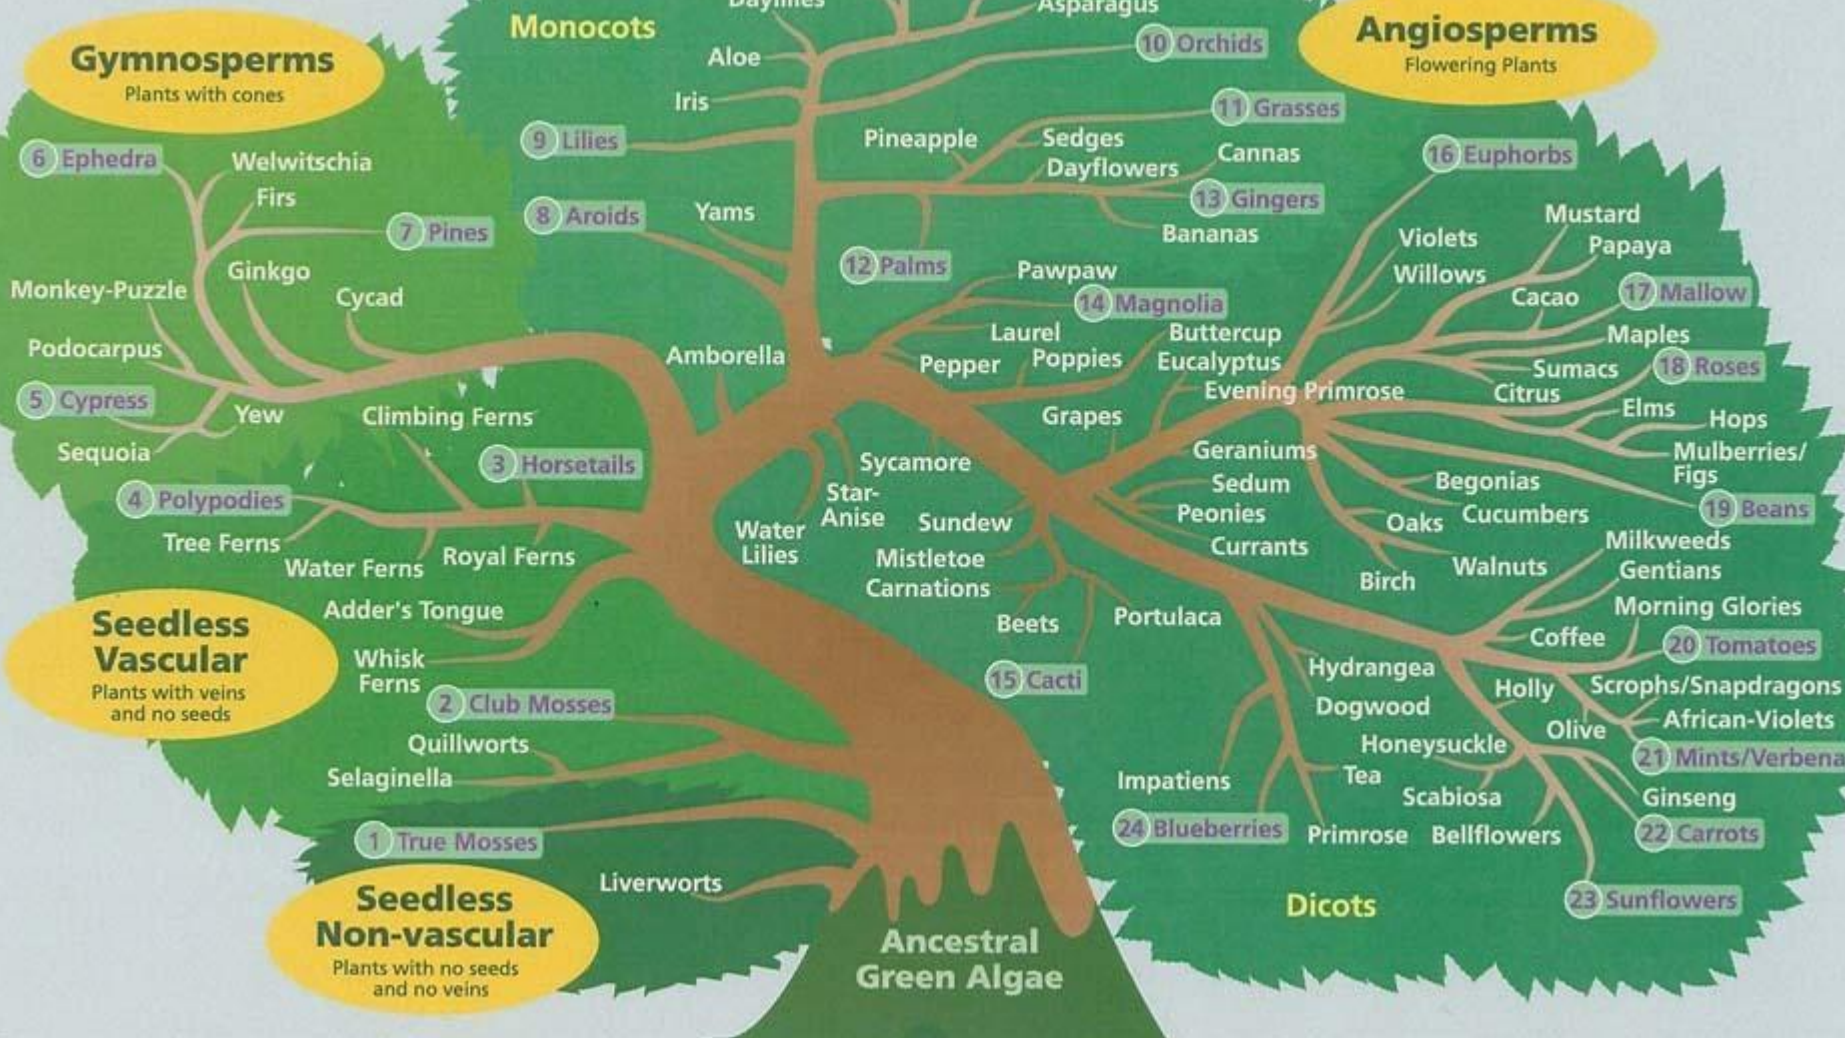 Daylilies
Asparagus
Monocots
Angiosperms
Flowering Plants
Gymnosperms
Plants with cones
Aloe
10 Orchids
Iris
11 Grasses
9 Lilies
Pineapple
Sedges
Cannas
Dayflowers
16 Euphorbs
6 Ephedra
Welwitschia
Firs
13 Gingers
8 Aroids
Yams
7 Pines
Bananas
Mustard
Violets
Papaya
12 Palms
Pawpaw
Willows
Ginkgo
Monkey-Puzzle
Cycad
14 Magnolia
Cacao
17 Mallow
Laurel
Buttercup
Maples
Podocarpus
Amborella
Pepper
Poppies
Eucalyptus
Sumacs
18 Roses
Evening Primrose
Citrus
5 Cypress
Yew
Climbing Ferns
Grapes
Elms
Hops
Sequoia
3 Horsetails
Sycamore
Geraniums
Mulberries/
Figs
4 Polypodies
Star-
Anise
Sedum
Begonias
Water
Lilies
Sundew
Peonies
Oaks
Cucumbers
19 Beans
Tree Ferns
Water Ferns
Royal Ferns
Mistletoe
Currants
Milkweeds
Carnations
Birch
Walnuts
Gentians
Adder's Tongue
Beets
Portulaca
Morning Glories
Seedless
Vascular
Plants with veins
and no seeds
Whisk
Ferns
Coffee
20 Tomatoes
15 Cacti
Hydrangea
Holly
Scrophs/Snapdragons
2 Club Mosses
Dogwood
Olive
African-Violets
Quillworts
Honeysuckle
21 Mints/Verbena
Selaginella
Impatiens
Tea
Scabiosa
Ginseng
1 True Mosses
24 Blueberries
Primrose
Bellflowers
22 Carrots
Liverworts
Seedless
Non-vascular
Plants with no seeds
and no veins
Dicots
23 Sunflowers
Ancestral
Green Algae